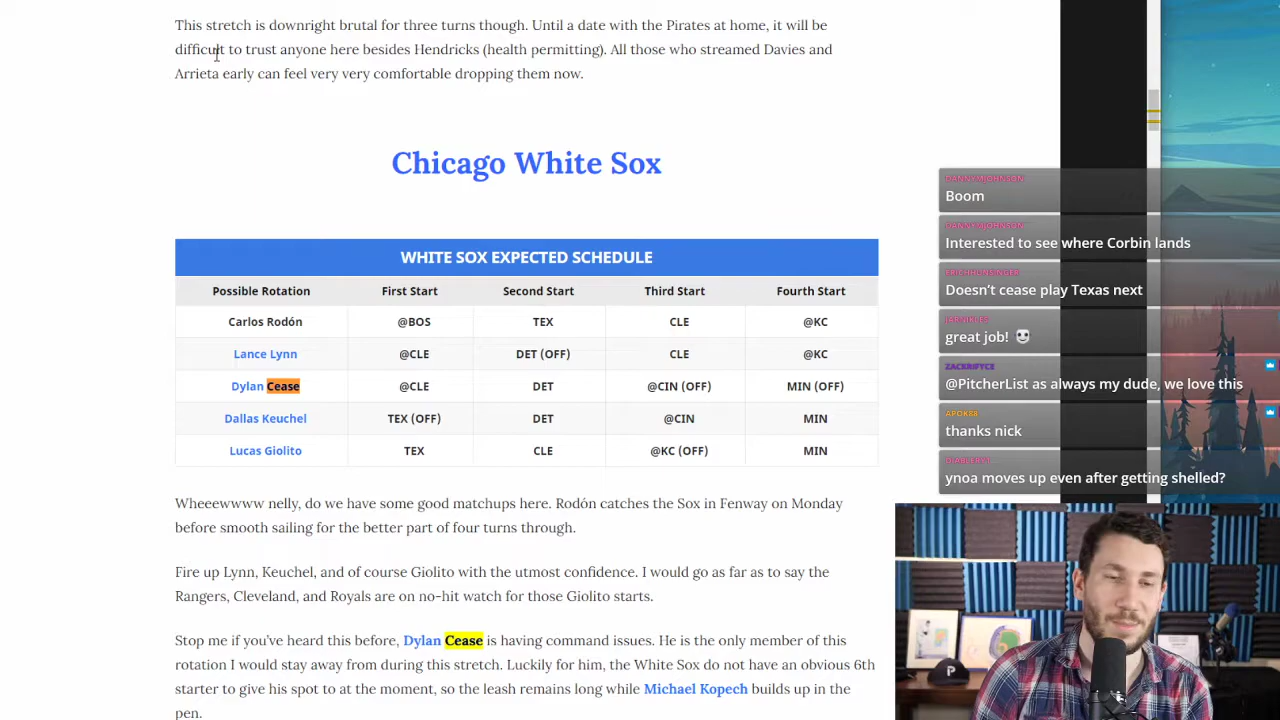 This stretch is downright brutal for three turns though. Until a date with the Pirates at home, it will be
difficult to trust anyone here besides Hendricks (health permitting). All those who streamed Davies and
Arrieta early can feel very very comfortable dropping them now.
Chicago White Sox
WHITE SOX EXPECTED SCHEDULE
Possible Rotation First Start Second Start Third Start Fourth Start
Carlos Rodón @BOS TEX CLE @KC
Lance Lynn @CLE DET (OFF) CLE @KC
Dylan Cease @CLE DET @CIN (OFF) MIN (OFF)
Dallas Keuchel TEX (OFF) DET @CIN MIN
Lucas Giolito TEX CLE @KC (OFF) MIN
Wheeewwww nelly, do we have some good matchups here. Rodón catches the Sox in Fenway on Monday
before smooth sailing for the better part of four turns through.
Fire up Lynn, Keuchel, and of course Giolito with the utmost confidence. I would go as far as to say the
Rangers, Cleveland, and Royals are on no-hit watch for those Giolito starts.
Stop me if you've heard this before, Dylan Cease is having command issues. He is the only member of this
rotation I would stay away from during this stretch. Luckily for him, the White Sox do not have an obvious 6th
starter to give his spot to at the moment, so the leash remains long while Michael Kopech builds up in the
pen.
DANNYMJOHNSON
Boom
DANNYMJOHNSON
Interested to see where Corbin lands
ERICHHUNSINGER
Doesn't cease play Texas next
great job!
ZACKRIFYCE
@PitcherList as always my dude, we love this
APOK88
thanks nick
ynoa moves up even after getting shelled?
P